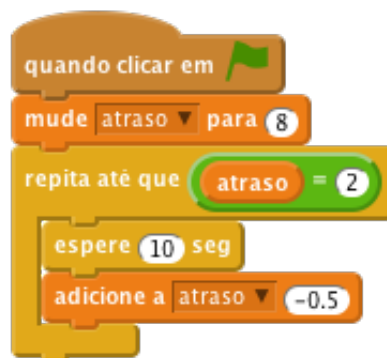 quando clicar em
mude atraso para 8
repita até que atraso = 2
espere 10 seg
adicione a atraso -0.5